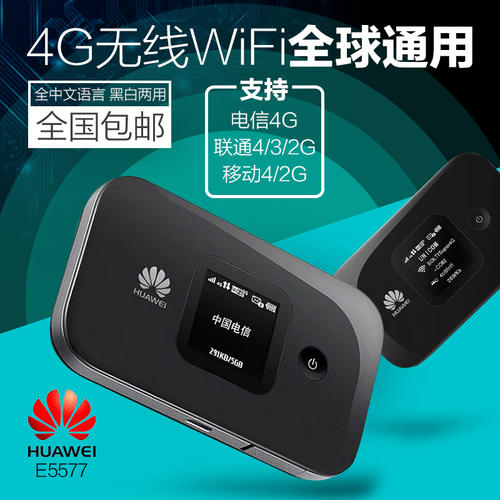 4G无线WiFi全球通用
全中文语言 黑白两用
全国包邮
支持
电信4G
联通4/3/2G
移动4/2G
HUAWEI
中国电信
291KB/5GB
UNICOM
HUAWEI
HUAWEI
E5577